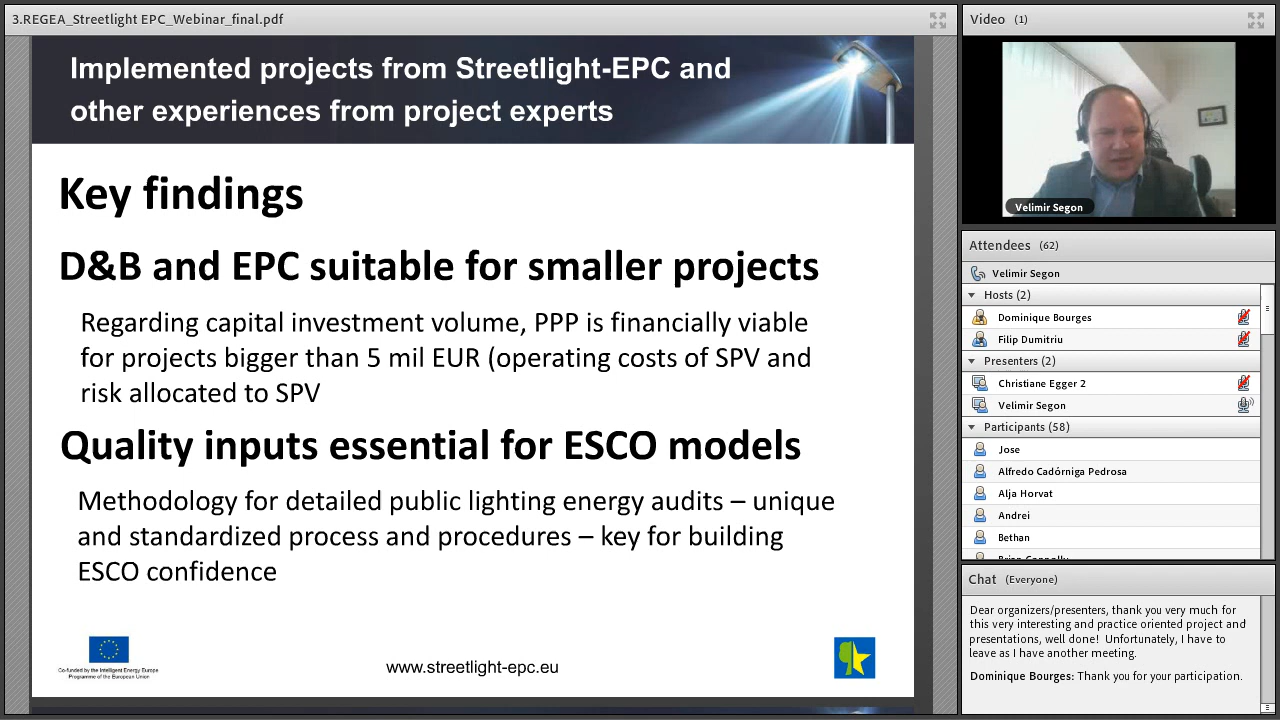 3.REGEA_Streetlight EPC_Webinar_final.pdf
Implemented projects from Streetlight-EPC and
other experiences from project experts
Key findings
D&B and EPC suitable for smaller projects
Regarding capital investment volume, PPP is financially viable
for projects bigger than 5 mil EUR (operating costs of SPV and
risk allocated to SPV
Quality inputs essential for ESCO models
Methodology for detailed public lighting energy audits – unique
and standardized process and procedures – key for building
ESCO confidence
Co-funded by the Intelligent Energy Europe
Programme of the European Union
www.streetlight-epc.eu
Video (1)
Velimir Segon
Attendees (62)
Velimir Segon
Hosts (2)
Dominique Bourges
Filip Dumitriu
Presenters (2)
Christiane Egger 2
Velimir Segon
Participants (58)
Jose
Alfredo Cadórniga Pedrosa
Alja Horvat
Andrei
Bethan
Chat (Everyone)
Dear organizers/presenters, thank you very much for
this very interesting and practice oriented project and
presentations, well done! Unfortunately, I have to
leave as I have another meeting.
Dominique Bourges: Thank you for your participation.